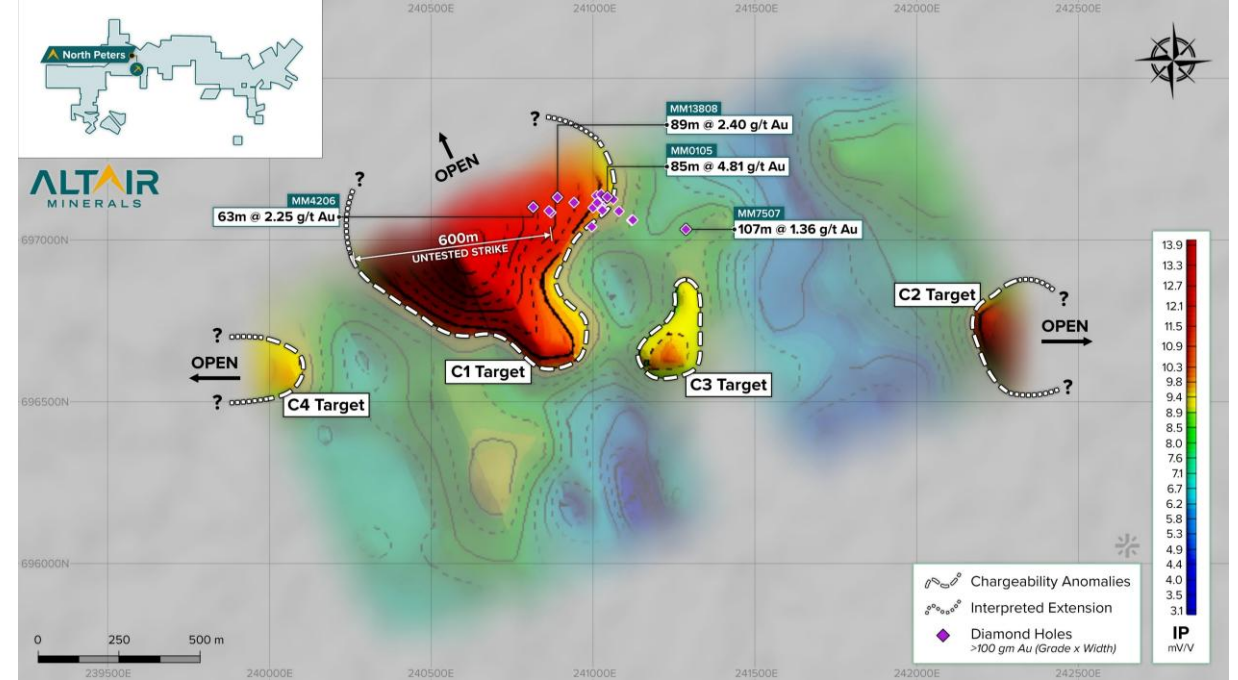 240500E
241000E
241500E
242000E
242500E
North Peters
ALTAIR
MINERALS
?
OPEN
MM13808
89m @ 2.40 g/t Au
MM0105
85m @ 4.81 g/t Au
?
MM4206
63m @ 2.25 g/t Au
MM7507
107m @ 1.36 g/t Au
697000N
600m
UNTESTED STRIKE
C2 Target
?
OPEN
?
?
OPEN
?
C4 Target
C1 Target
C3 Target
696500N
696000N
13.9
13.3
12.7
12.1
11.5
10.9
10.3
9.8
9.4
8.9
8.5
8.0
7.6
7.1
6.7
6.2
5.8
5.3
4.9
4.4
4.0
3.5
3.1
IP
mV/V
Chargeability Anomalies
Interpreted Extension
Diamond Holes
>100 gm Au (Grade x Width)
0 250 500 m
239500E
240000E
240500E
241000E
241500E
242000E
242500E